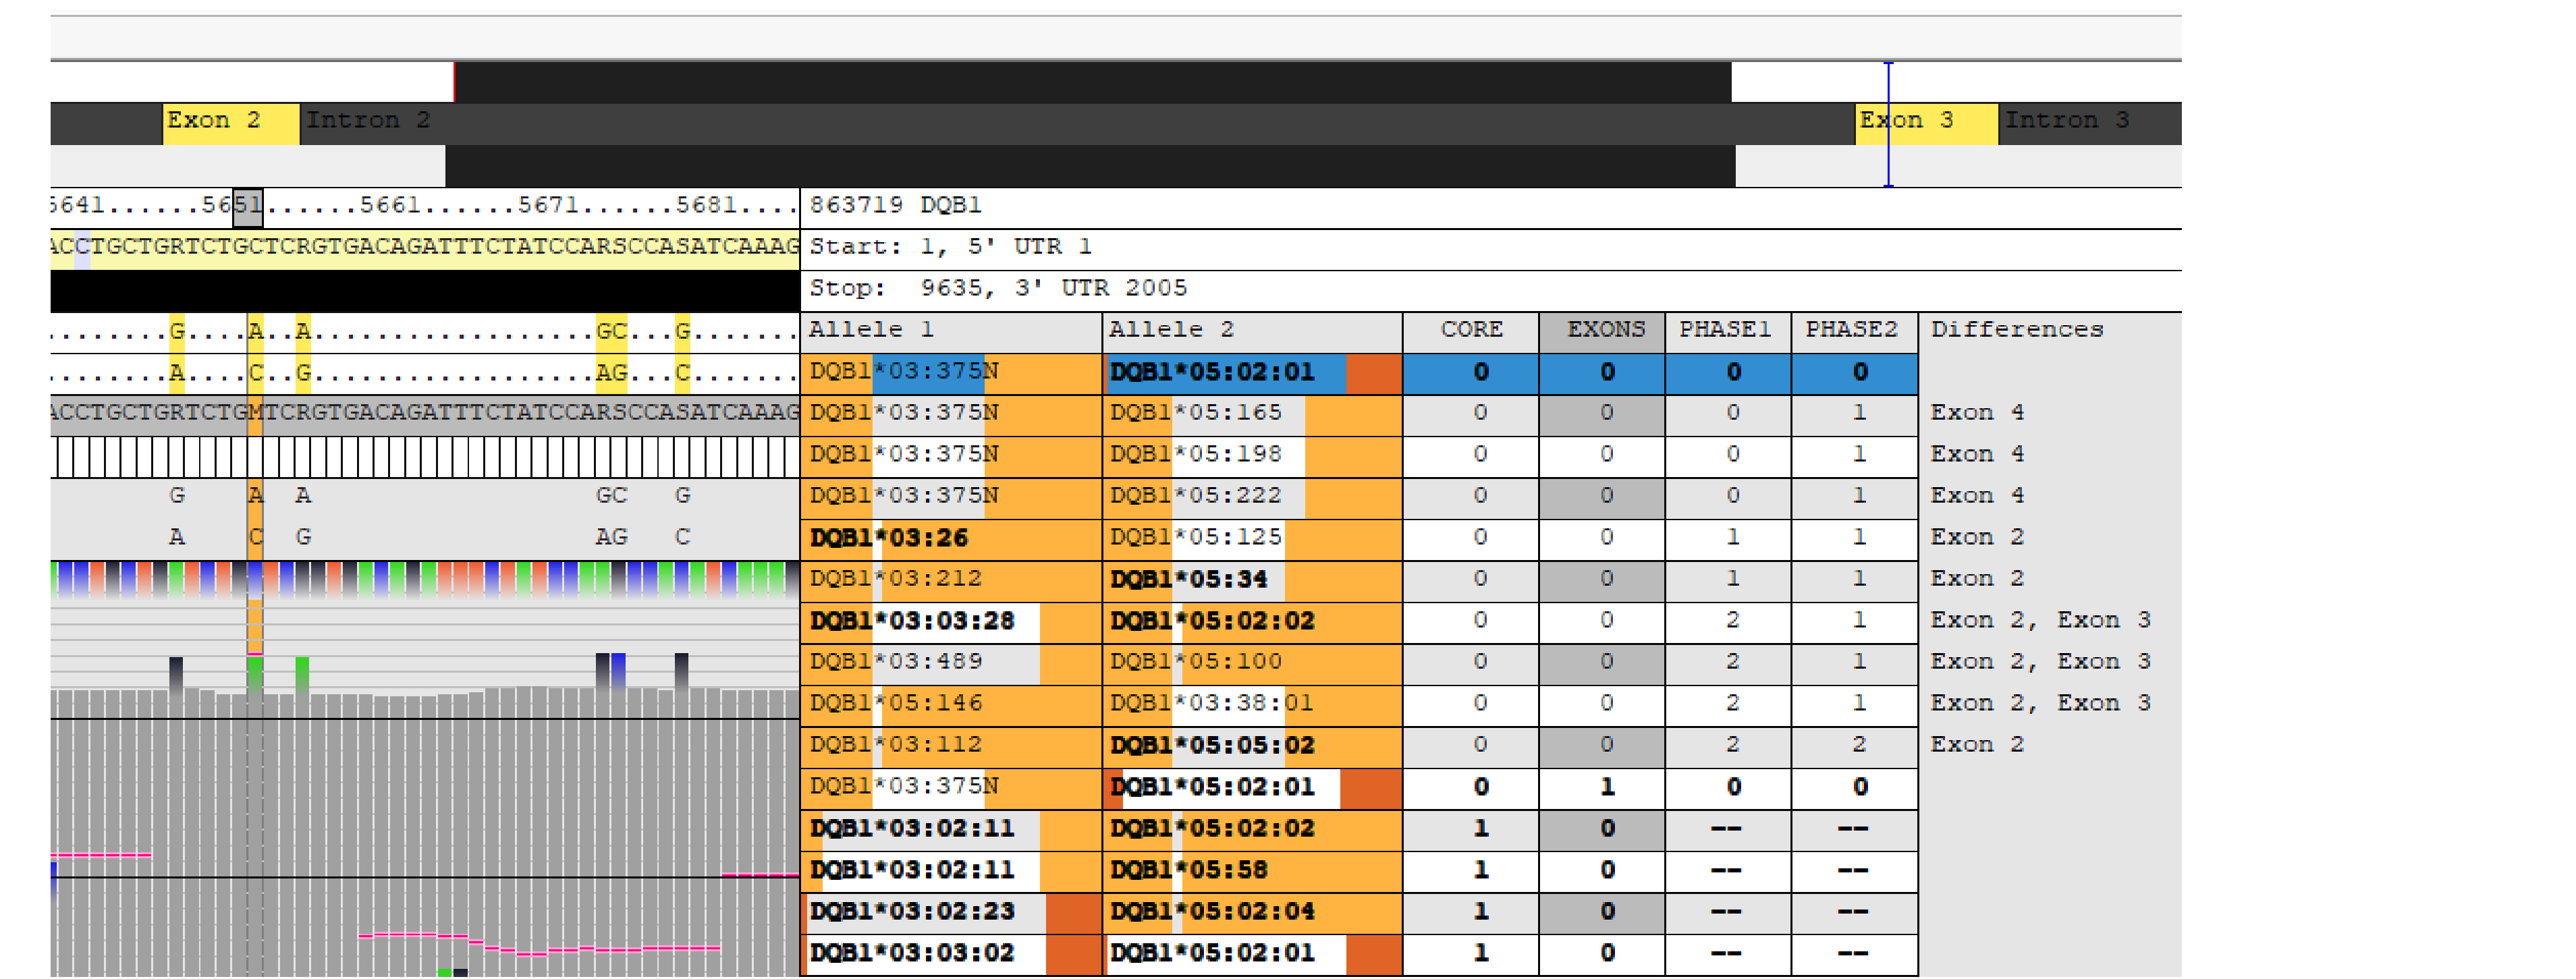 Exon 2 Intron 2 Exon 3 Intron 3
5641......5651......5661......5671......5681.... 863719 DQB1
ACCTGCTGRTCTGCTCRGTGACAGATTTCTATCCARSCCASATCAAAG Start: 1, 5' UTR 1
Stop: 9635, 3' UTR 2005
........G....A..A..................GC...G....... Allele 1 Allele 2 CORE EXONS PHASE1 PHASE2 Differences
........A....C..G..................AG...C....... DQB1*03:375N DQB1*05:02:01 0 0 0 0
ACCTGCTGRTCTGMTCRGTGACAGATTTCTATCCARSCCASATCAAAG DQB1*03:375N DQB1*05:165 0 0 0 1 Exon 4
DQB1*03:375N DQB1*05:198 0 0 0 1 Exon 4
G A A GC G DQB1*03:375N DQB1*05:222 0 0 0 1 Exon 4
A C G AG C DQB1*03:26 DQB1*05:125 0 0 1 1 Exon 2
DQB1*03:212 DQB1*05:34 0 0 1 1 Exon 2
DQB1*03:03:28 DQB1*05:02:02 0 0 2 1 Exon 2, Exon 3
DQB1*03:489 DQB1*05:100 0 0 2 1 Exon 2, Exon 3
DQB1*05:146 DQB1*03:38:01 0 0 2 1 Exon 2, Exon 3
DQB1*03:112 DQB1*05:05:02 0 0 2 2 Exon 2
DQB1*03:375N DQB1*05:02:01 0 1 0 0
DQB1*03:02:11 DQB1*05:02:02 1 0 -- --
DQB1*03:02:11 DQB1*05:58 1 0 -- --
DQB1*03:02:23 DQB1*05:02:04 1 0 -- --
DQB1*03:03:02 DQB1*05:02:01 1 0 -- --